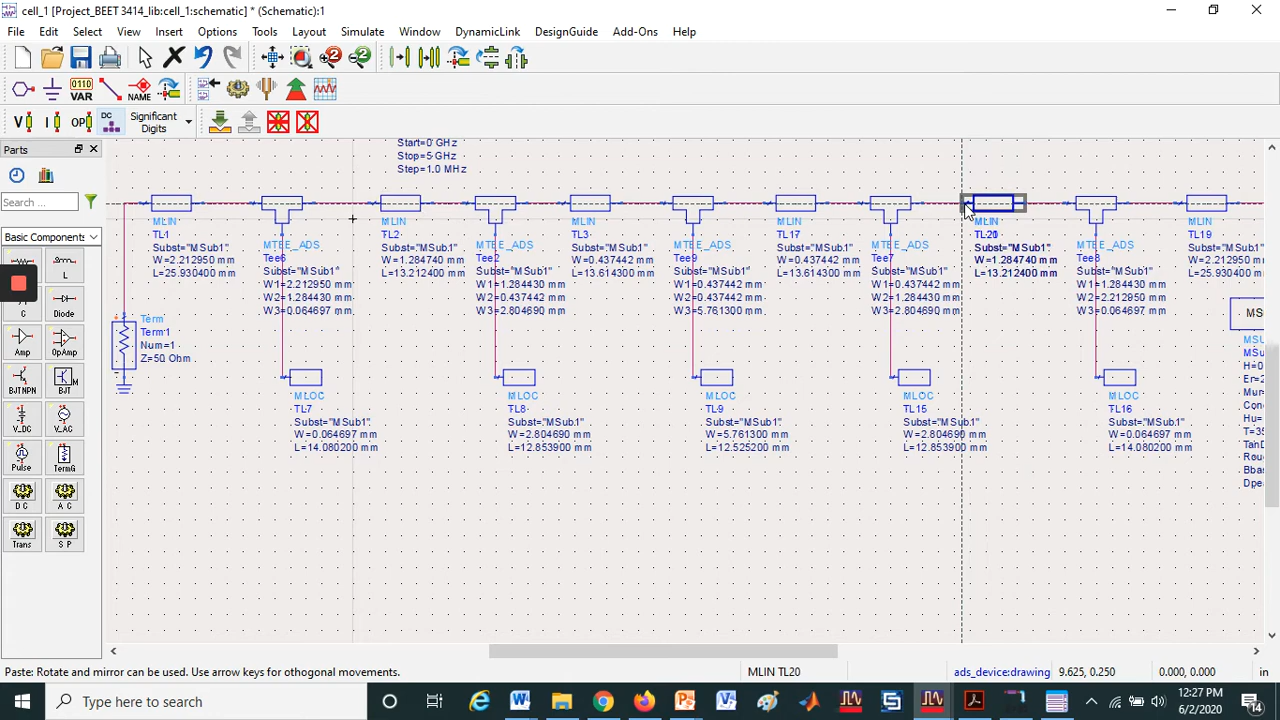 cell_1 [Project_BEET 3414_lib:cell_1:schematic] * (Schematic):1
File Edit Select View Insert Options Tools Layout Simulate Window DynamicLink DesignGuide Add-Ons Help
VAR
NAME
V I OP DC Significant Digits
Parts
Search ...
Basic Components
L
C Diode
Amp OpAmp
BJTNPN BJT
V_DC V_AC
Pulse TermG
DC AC
Trans SP
Start=0 GHz
Stop=5 GHz
Step=1.0 MHz
MLIN
TL1
Subst="MSub1"
W=2.212950 mm
L=25.930400 mm
MTEE_ADS
Tee6
Subst="MSub1"
W1=2.212950 mm
W2=1.284430 mm
W3=0.064697 mm
MLIN
TL2
Subst="MSub1"
W=1.284740 mm
L=13.212400 mm
MTEE_ADS
Tee2
Subst="MSub1"
W1=1.284430 mm
W2=0.437442 mm
W3=2.804690 mm
MLIN
TL3
Subst="MSub1"
W=0.437442 mm
L=13.614300 mm
MTEE_ADS
Tee9
Subst="MSub1"
W1=0.437442 mm
W2=0.437442 mm
W3=5.761300 mm
MLIN
TL17
Subst="MSub1"
W=0.437442 mm
L=13.614300 mm
MTEE_ADS
Tee7
Subst="MSub1"
W1=0.437442 mm
W2=1.284430 mm
W3=2.804690 mm
MLIN
Subst="MSub1"
W=1.284740 mm
L=13.212400 mm
MTEE_ADS
Tee8
Subst="MSub1"
W1=1.284430 mm
W2=2.212950 mm
W3=0.064697 mm
MLIN
TL19
Subst="MSub1"
W=2.212950
L=25.930400
Term
Term1
Num=1
Z=50 Ohm
MLOC
TL7
Subst="MSub1"
W=0.064697 mm
L=14.080200 mm
MLOC
TL8
Subst="MSub1"
W=2.804690 mm
L=12.853900 mm
MLOC
TL9
Subst="MSub1"
W=5.761300 mm
L=12.525200 mm
MLOC
TL15
Subst="MSub1"
W=2.804690 mm
L=12.853900 mm
MLOC
TL16
Subst="MSub1"
W=0.064697 mm
L=14.080200 mm
Paste: Rotate and mirror can be used. Use arrow keys for othogonal movements. MLIN TL20 ads_device:drawing 9.625, 0.250 0.000, 0.000 in
Type here to search
12:27 PM
6/2/2020
14